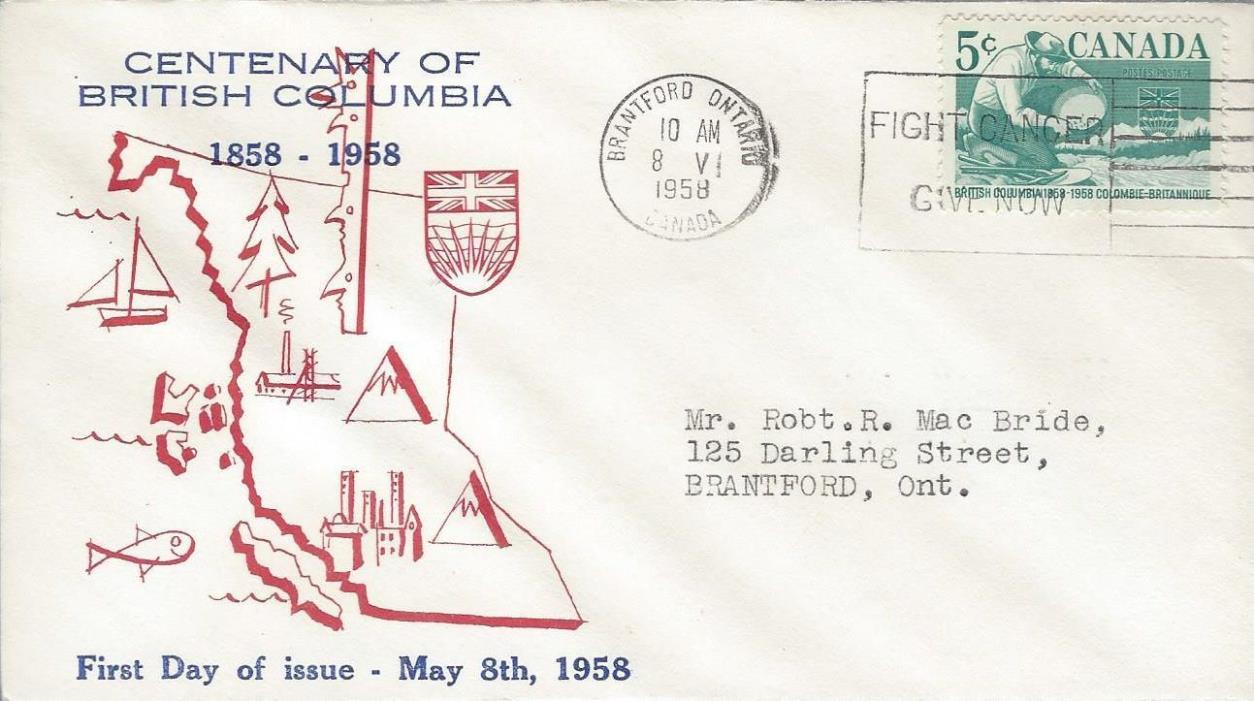 CENTENARY OF
BRITISH COLUMBIA
1858 - 1958
BRANTFORD ONTARIO
10 AM
8 VI
1958
CANADA
5¢ CANADA
POSTES POSTAGE
FIGHT CANCER
GIVE NOW
BRITISH COLUMBIA 1858-1958 COLOMBIE-BRITANNIQUE
Mr. Robt.R. Mac Bride,
125 Darling Street,
BRANTFORD, Ont.
First Day of issue - May 8th, 1958